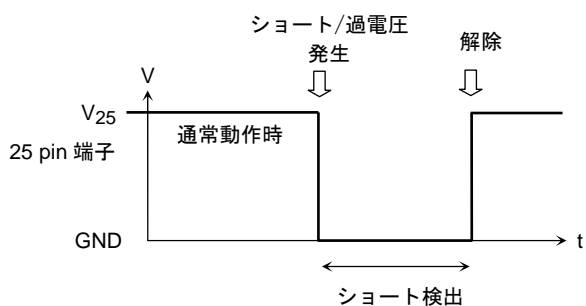 ショート/過電圧
発生
解除
V
V25
通常動作時
25 pin 端子
GND
t
ショート検出